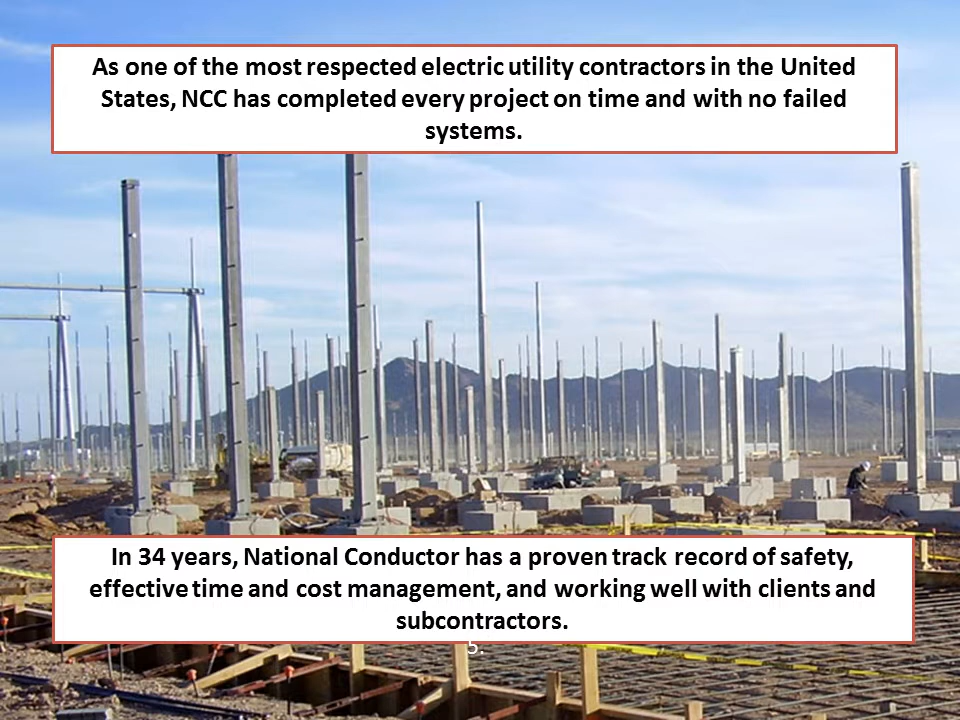 As one of the most respected electric utility contractors in the United
States, NCC has completed every project on time and with no failed
systems.
In 34 years, National Conductor has a proven track record of safety,
effective time and cost management, and working well with clients and
subcontractors.
5.